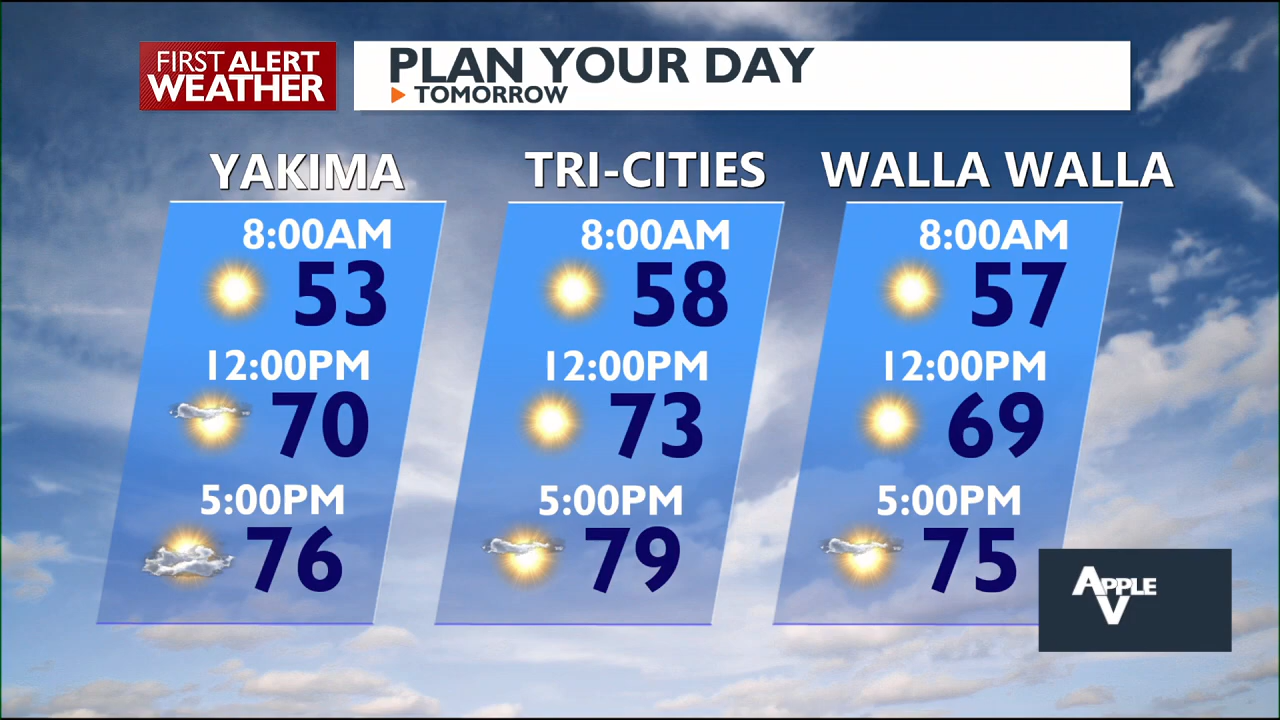 FIRST ALERT
WEATHER
PLAN YOUR DAY
TOMORROW
YAKIMA
8:00AM
53
12:00PM
70
5:00PM
76
TRI-CITIES
8:00AM
58
12:00PM
73
5:00PM
79
WALLA WALLA
8:00AM
57
12:00PM
69
5:00PM
75
APPLE
V